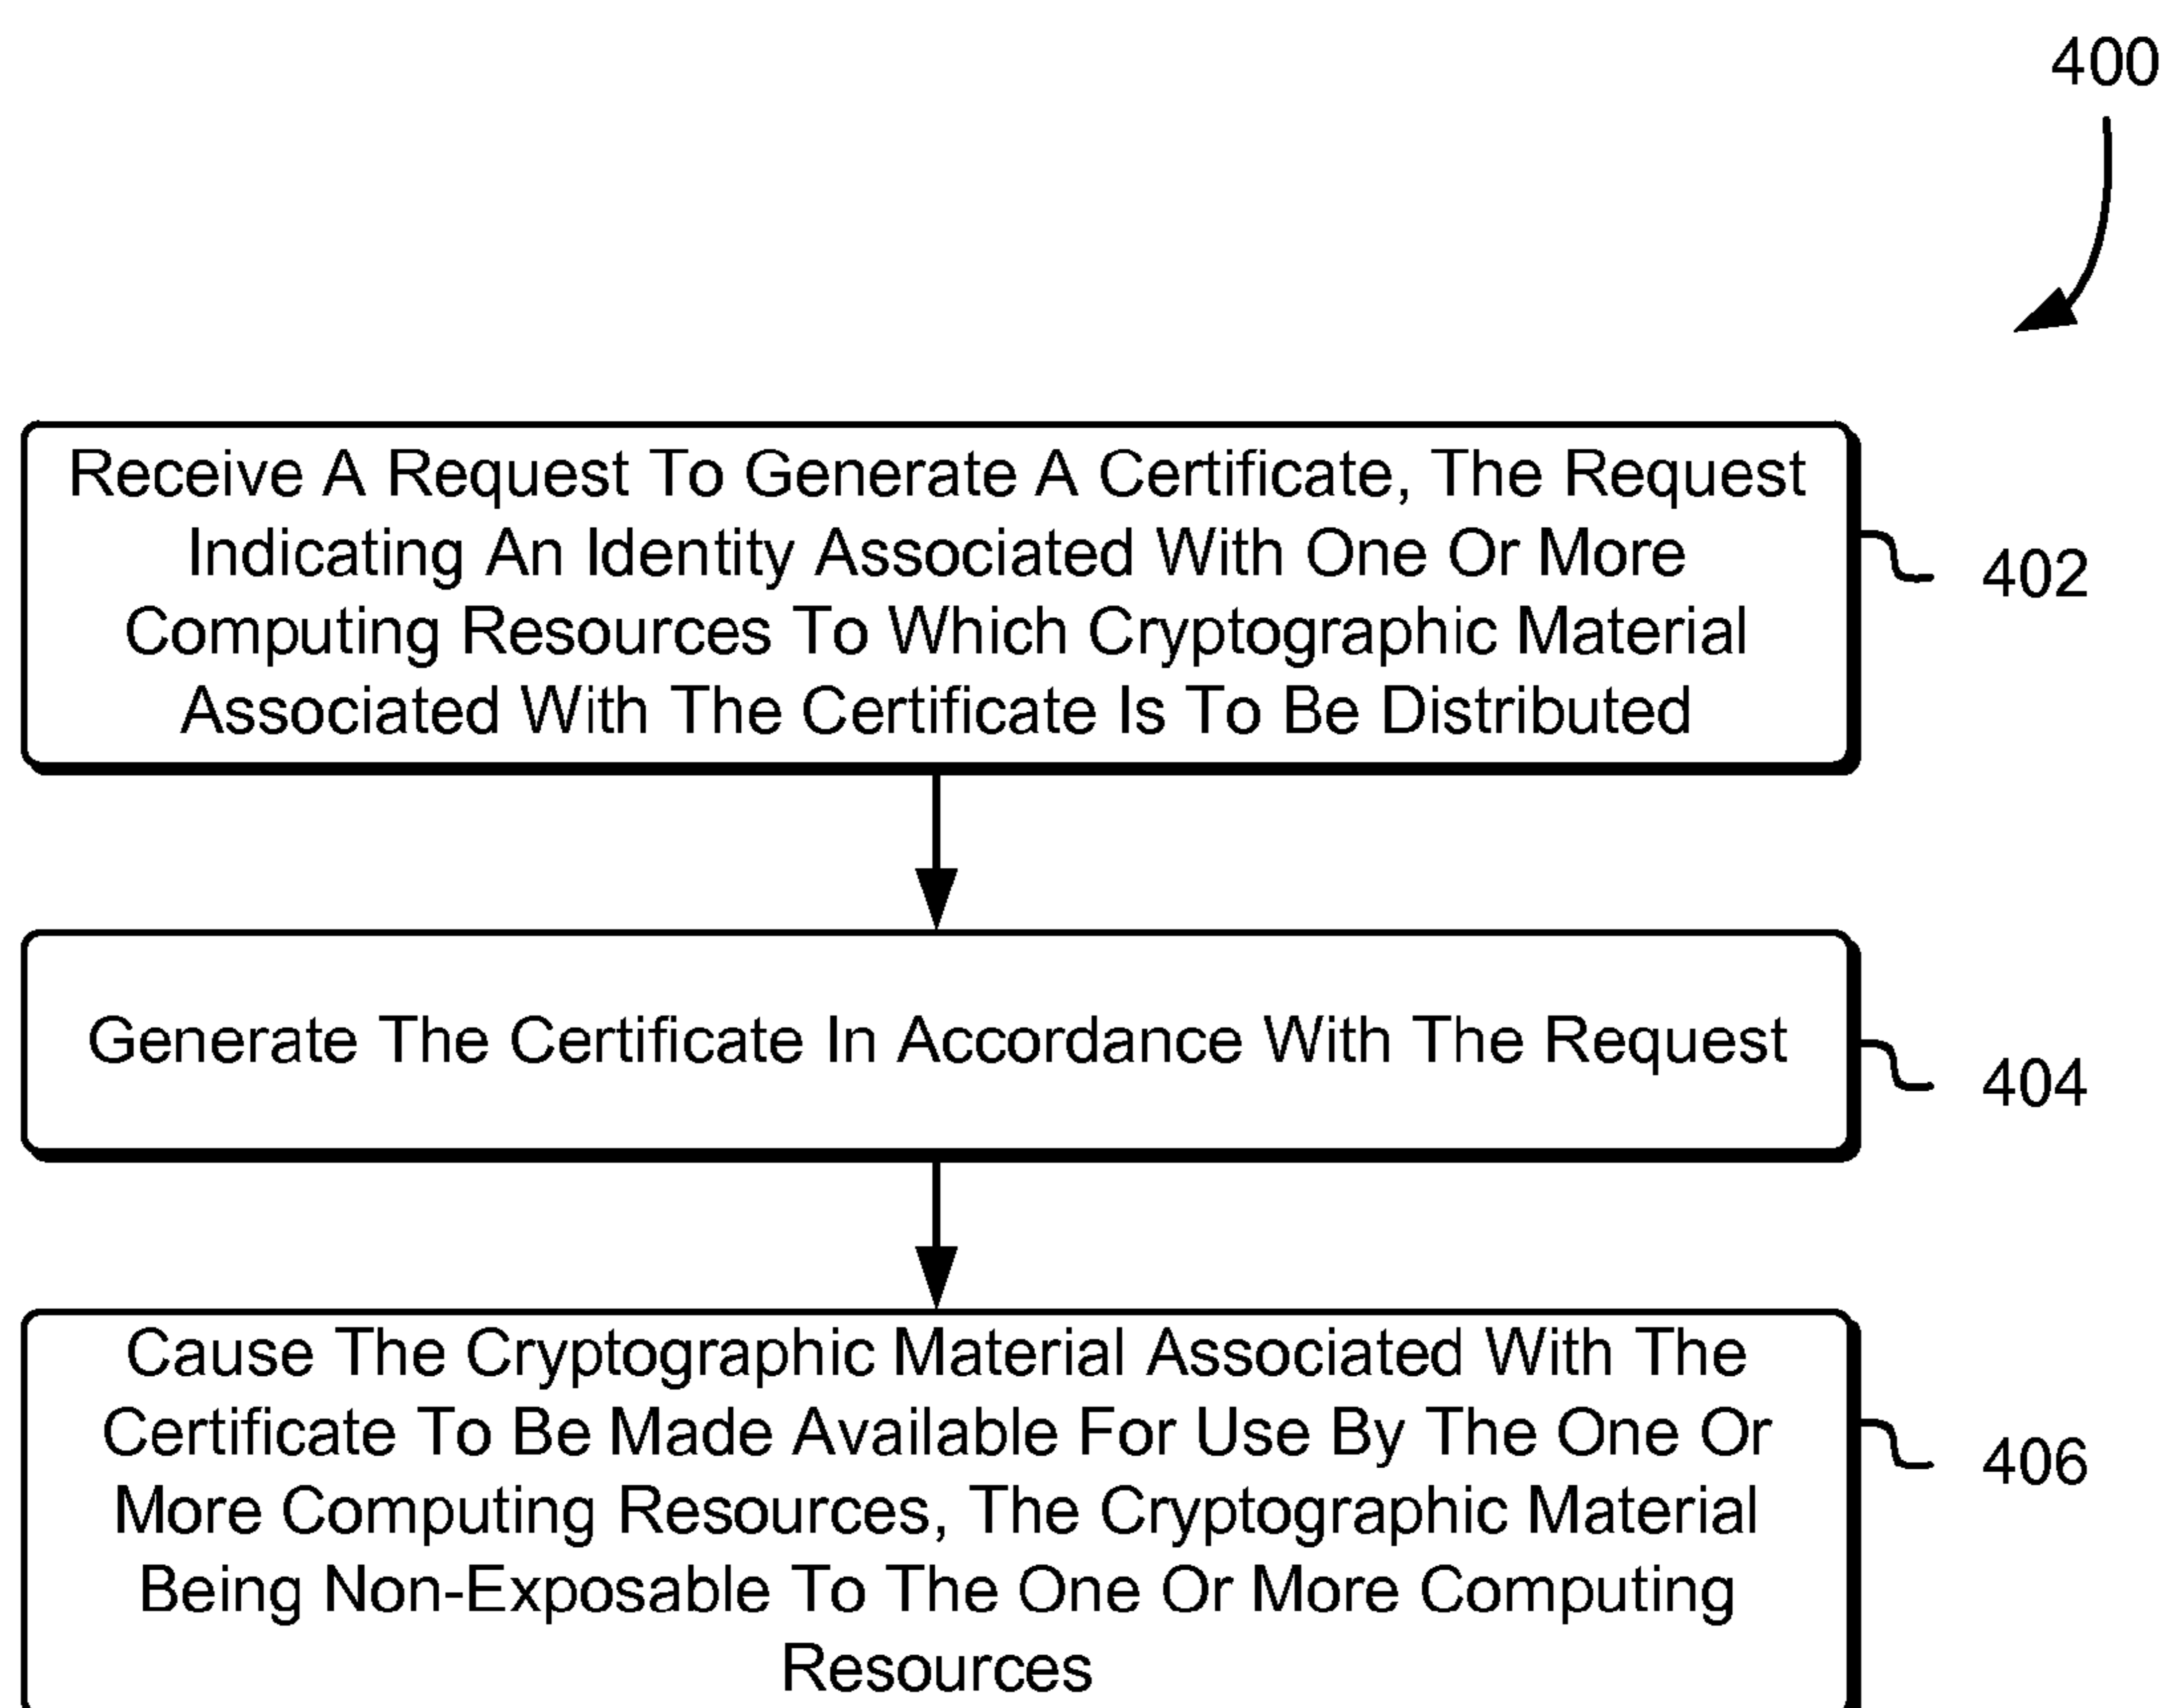 400
Receive A Request To Generate A Certificate, The Request
Indicating An Identity Associated With One Or More
Computing Resources To Which Cryptographic Material
Associated With The Certificate Is To Be Distributed
402
Generate The Certificate In Accordance With The Request
404
Cause The Cryptographic Material Associated With The
Certificate To Be Made Available For Use By The One Or
More Computing Resources, The Cryptographic Material
Being Non-Exposable To The One Or More Computing
Resources
406